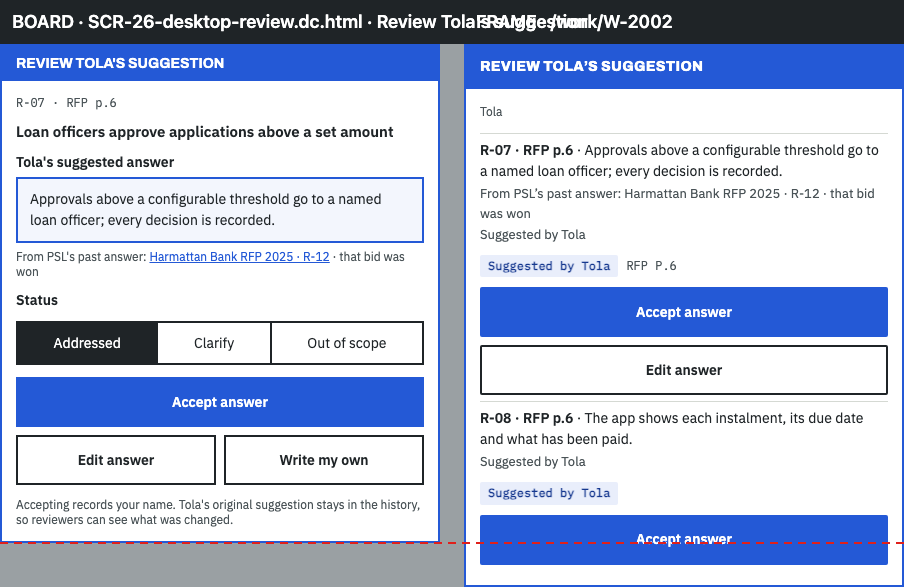 BOARD · SCR-26-desktop-review.dc.html · Review Tola's suggestion
FRAME · /work/W-2002
REVIEW TOLA'S SUGGESTION
R-07 · RFP p.6
Loan officers approve applications above a set amount
Tola's suggested answer
Approvals above a configurable threshold go to a named
loan officer; every decision is recorded.
From PSL's past answer: Harmattan Bank RFP 2025 · R-12 · that bid was
won
Status
Addressed
Clarify
Out of scope
Accept answer
Edit answer
Write my own
Accepting records your name. Tola's original suggestion stays in the history,
so reviewers can see what was changed.
REVIEW TOLA’S SUGGESTION
Tola
R-07 · RFP p.6 · Approvals above a configurable threshold go to
a named loan officer; every decision is recorded.
From PSL’s past answer: Harmattan Bank RFP 2025 · R-12 · that bid
was won
Suggested by Tola
Suggested by Tola RFP P.6
Accept answer
Edit answer
R-08 · RFP p.6 · The app shows each instalment, its due date
and what has been paid.
Suggested by Tola
Suggested by Tola
Accept answer